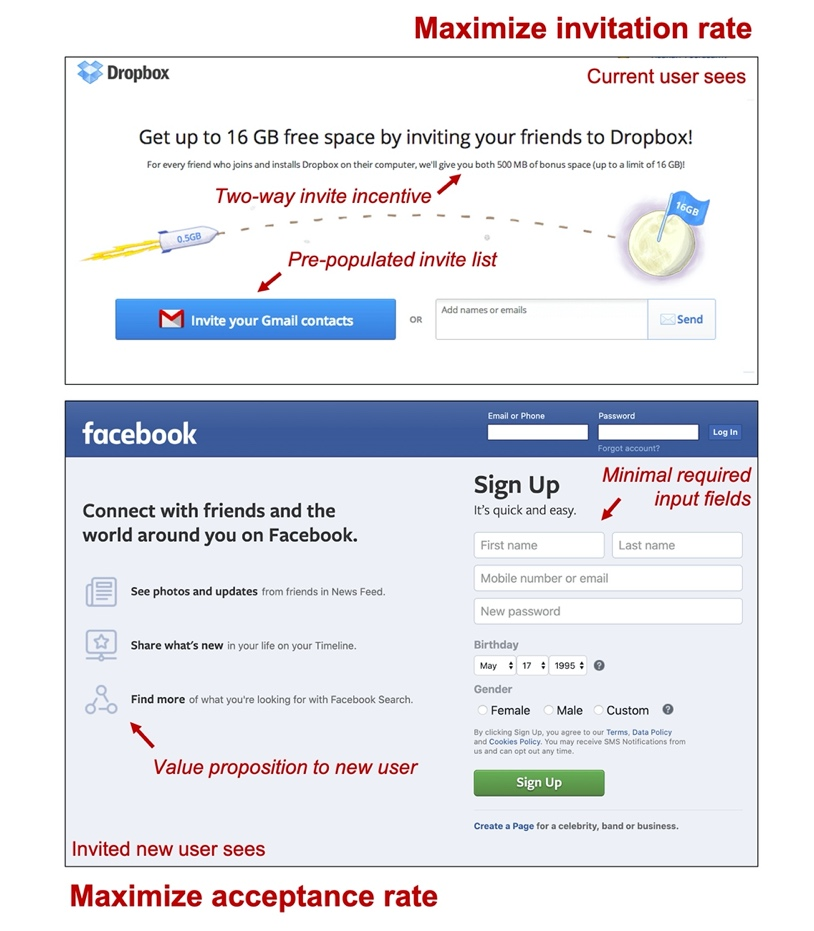 Maximize invitation rate
Dropbox
Current user sees
Get up to 16 GB free space by inviting your friends to Dropbox!
For every friend who joins and installs Dropbox on their computer, we'll give you both 500 MB of bonus space (up to a limit of 16 GB)!
Two-way invite incentive
16GB
0.5GB
Pre-populated invite list
Invite your Gmail contacts
OR
Add names or emails
Send
facebook
Email or Phone
Password
Log In
Forgot account?
Connect with friends and the
world around you on Facebook.
See photos and updates from friends in News Feed.
Share what's new in your life on your Timeline.
Find more of what you're looking for with Facebook Search.
Value proposition to new user
Sign Up
It's quick and easy.
Minimal required
input fields
First name
Last name
Mobile number or email
New password
Birthday
May 17 1995 ?
Gender
Female Male Custom ?
By clicking Sign Up, you agree to our Terms, Data Policy
and Cookies Policy. You may receive SMS Notifications from
us and can opt out any time.
Sign Up
Create a Page for a celebrity, band or business.
Invited new user sees
Maximize acceptance rate